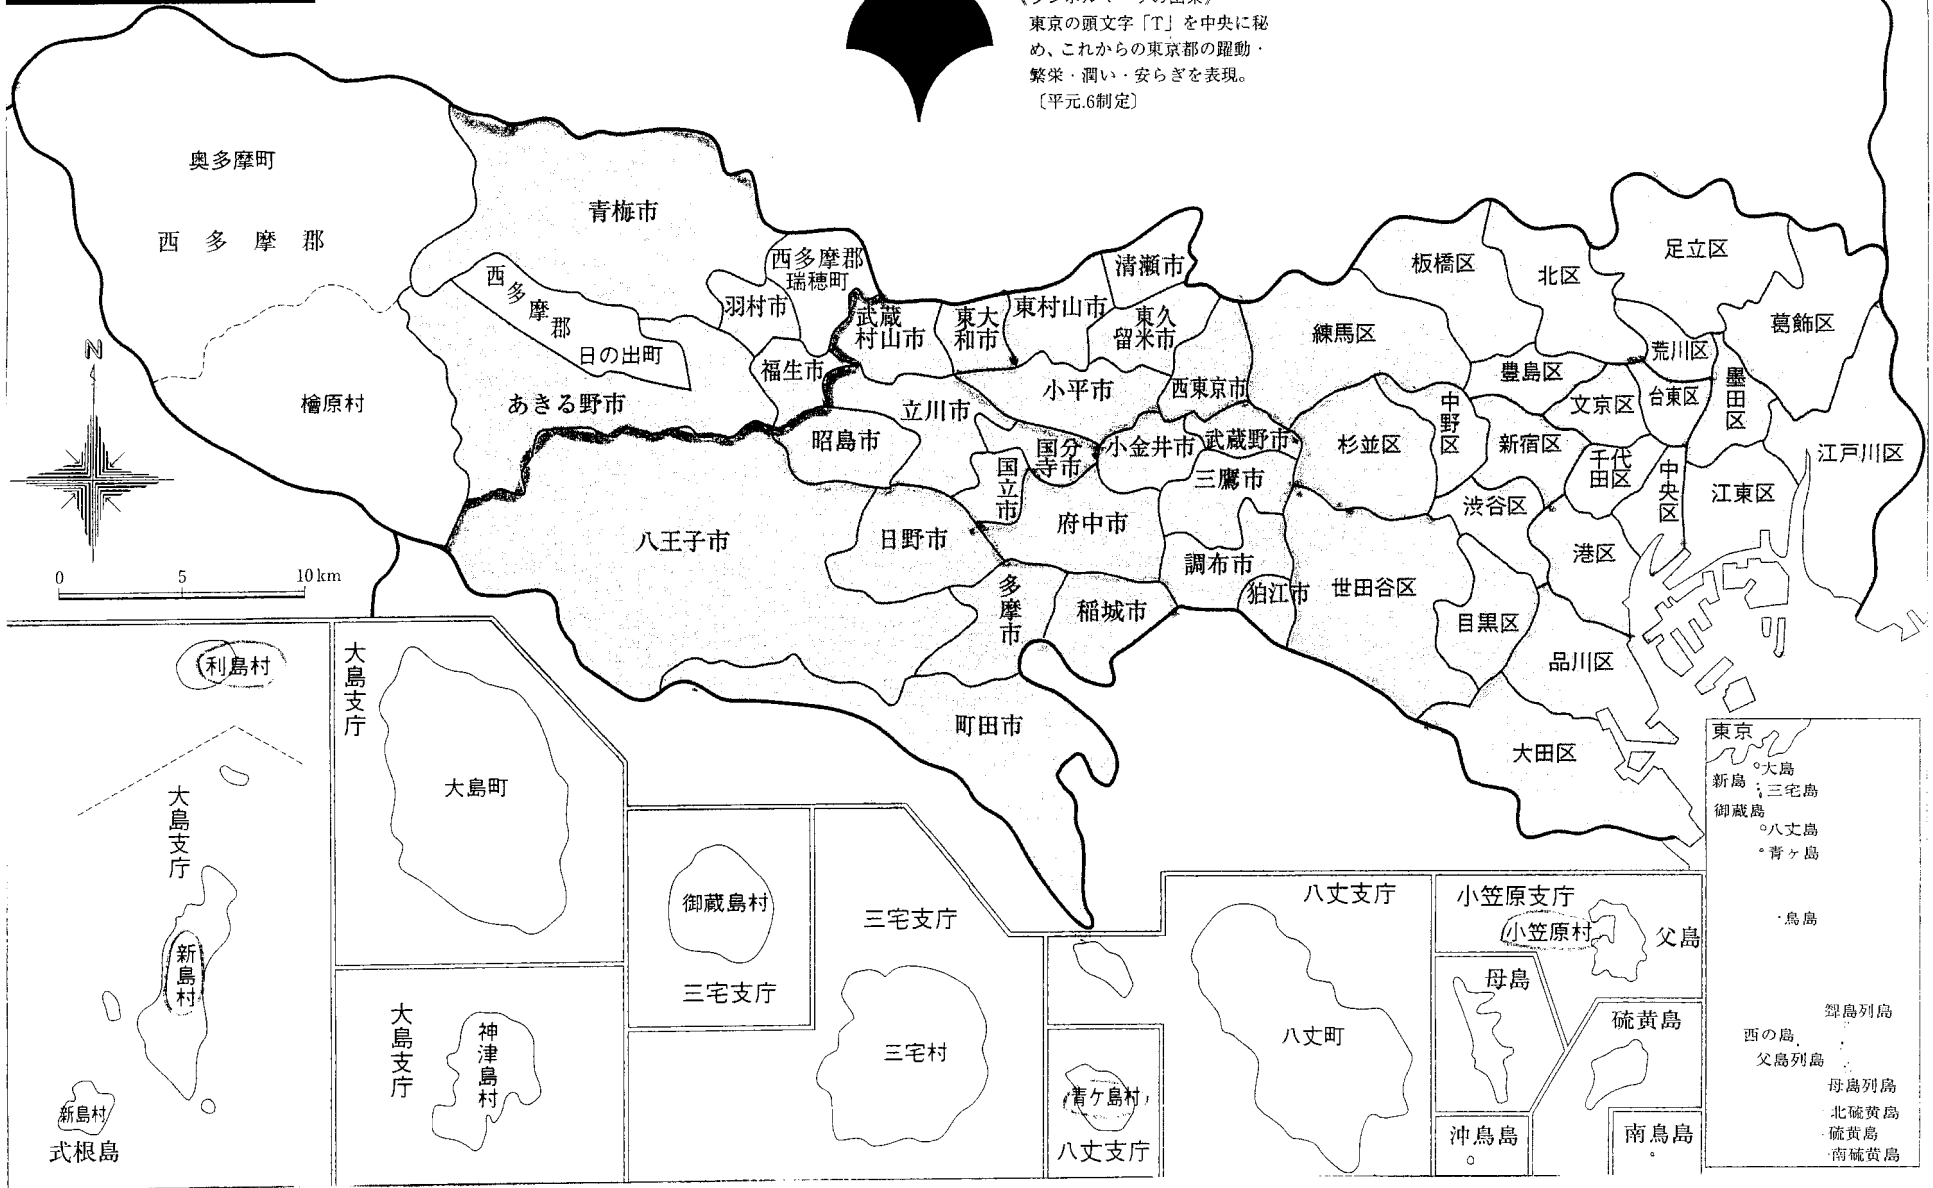 東京の頭文字「T」を中央に秘
め、これからの東京都の躍動・
繁栄・潤い・安らぎを表現。
〔平元.6制定〕
奥多摩町
西多摩郡
檜原村
青梅市
西多摩郡
日の出町
あきる野市
西多摩郡
瑞穂町
羽村市
福生市
武蔵
村山市
東大
和市
東村山市
清瀬市
東久
留米市
西東京市
小平市
立川市
昭島市
国分
寺市
国立市
小金井市
武蔵野市
三鷹市
府中市
調布市
狛江市
八王子市
日野市
多摩市
稲城市
町田市
板橋区
北区
足立区
葛飾区
練馬区
豊島区
荒川区
文京区
台東区
墨田区
中野区
杉並区
新宿区
千代
田区
中央区
江東区
江戸川区
渋谷区
港区
世田谷区
目黒区
品川区
大田区
N
0
5
10km
利島村
大島支庁
新島村
新島村
式根島
大島支庁
大島町
大島支庁
神津島村
御蔵島村
三宅支庁
三宅支庁
三宅村
八丈支庁
八丈町
青ケ島村
八丈支庁
小笠原支庁
小笠原村
父島
母島
硫黄島
沖鳥島
南鳥島
東京
大島
新島
三宅島
御蔵島
八丈島
青ヶ島
鳥島
聟島列島
西の島
父島列島
母島列島
北硫黄島
硫黄島
南硫黄島